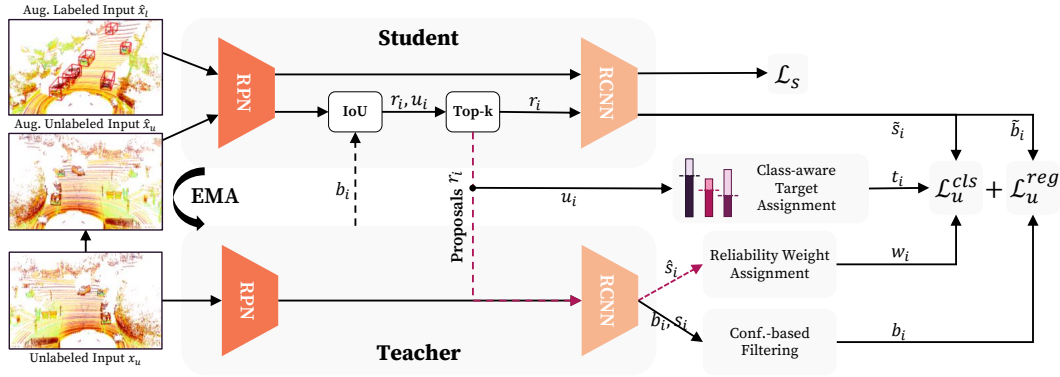 Aug. Labeled Input x̂_l
Student
RPN
RCNN
ℒ_S
IoU
r_i, u_i
Top-k
r_i
Aug. Unlabeled Input x̂_u
s̃_i
b̃_i
EMA
b_i
Proposals r_i
u_i
Class-aware
Target
Assignment
t_i
ℒ_u^cls + ℒ_u^reg
RPN
RCNN
ŝ_i
Reliability Weight
Assignment
w_i
b_i, s_i
Conf.-based
Filtering
b_i
Teacher
Unlabeled Input x_u